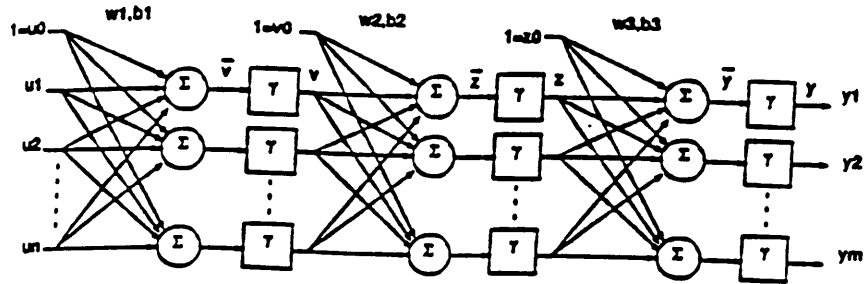 w1,b1 w2,b2 w3,b3
1=u0 1=v0 1=z0
u1 Σ v̄ γ v Σ z̄ γ z Σ ȳ γ y y1
u2 Σ γ Σ γ Σ γ y2
un Σ γ Σ γ Σ γ ym